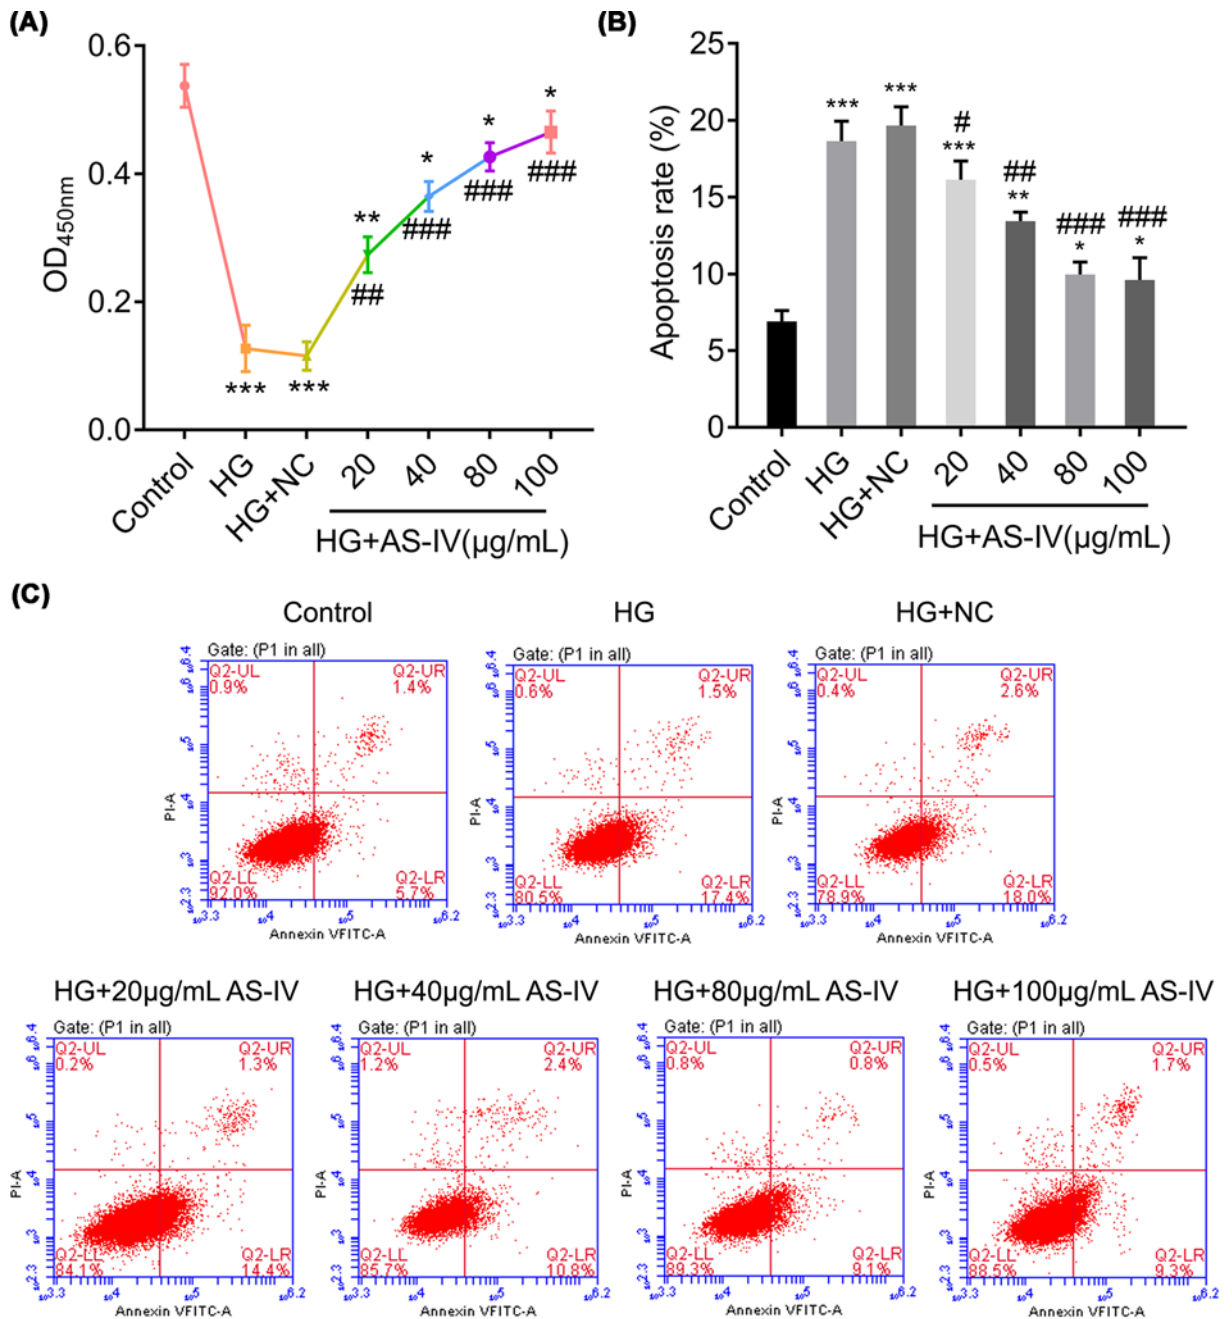 (A)
0.6
0.4
0.2
0.0
OD450nm
***
***
**
##
*
###
*
###
*
###
Control
HG
HG+NC
20
40
80
100
HG+AS-IV(µg/mL)
(B)
25
20
15
10
5
0
Apoptosis rate (%)
***
***
#
***
##
**
###
*
###
*
Control
HG
HG+NC
20
40
80
100
HG+AS-IV(µg/mL)
(C)
Control
Gate: (P1 in all)
Q2-UL
0.9%
Q2-UR
1.4%
Q2-LL
92.0%
Q2-LR
5.7%
PI-A
Annexin VFITC-A
HG
Gate: (P1 in all)
Q2-UL
0.6%
Q2-UR
1.5%
Q2-LL
80.5%
Q2-LR
17.4%
PI-A
Annexin VFITC-A
HG+NC
Gate: (P1 in all)
Q2-UL
0.4%
Q2-UR
2.6%
Q2-LL
78.9%
Q2-LR
18.0%
PI-A
Annexin VFITC-A
HG+20µg/mL AS-IV
Gate: (P1 in all)
Q2-UL
0.2%
Q2-UR
1.3%
Q2-LL
84.1%
Q2-LR
14.4%
PI-A
Annexin VFITC-A
HG+40µg/mL AS-IV
Gate: (P1 in all)
Q2-UL
1.2%
Q2-UR
2.4%
Q2-LL
85.7%
Q2-LR
10.8%
PI-A
Annexin VFITC-A
HG+80µg/mL AS-IV
Gate: (P1 in all)
Q2-UL
0.8%
Q2-UR
0.8%
Q2-LL
89.3%
Q2-LR
9.1%
PI-A
Annexin VFITC-A
HG+100µg/mL AS-IV
Gate: (P1 in all)
Q2-UL
0.5%
Q2-UR
1.7%
Q2-LL
88.5%
Q2-LR
9.3%
PI-A
Annexin VFITC-A